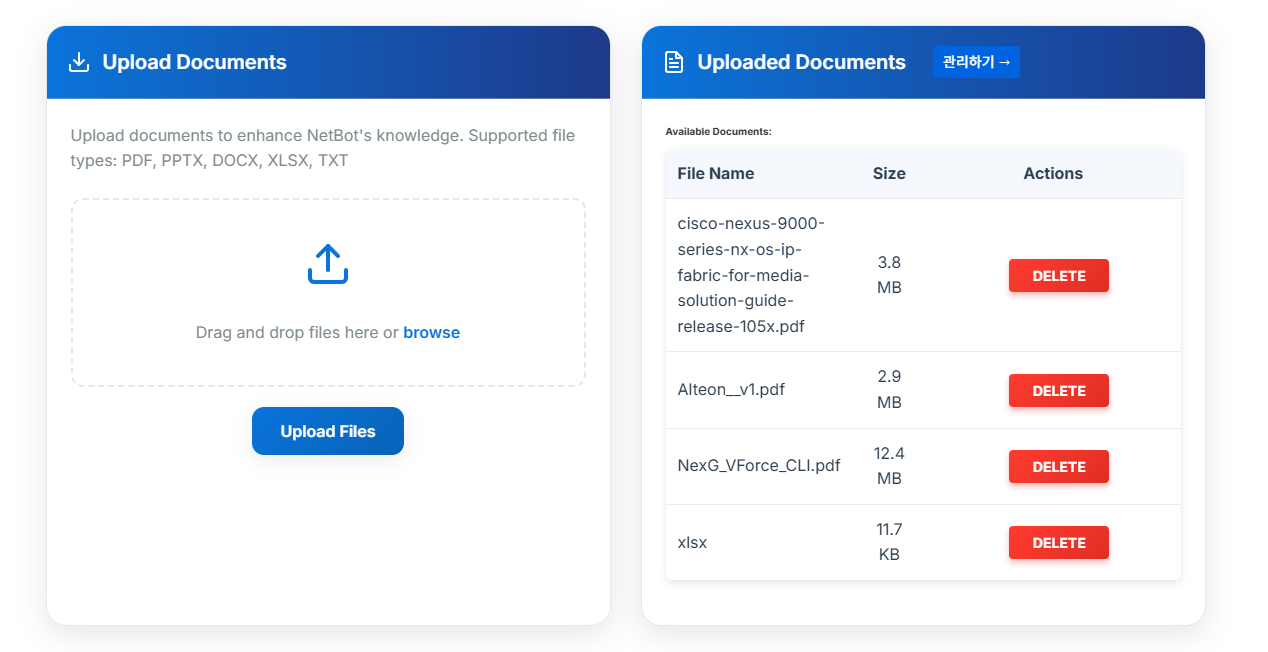 Upload Documents
Upload documents to enhance NetBot's knowledge. Supported file
types: PDF, PPTX, DOCX, XLSX, TXT
Drag and drop files here or browse
Upload Files
Uploaded Documents 관리하기 →
Available Documents:
File Name Size Actions
cisco-nexus-9000-
series-nx-os-ip-
fabric-for-media-
solution-guide-
release-105x.pdf
3.8
MB
DELETE
Alteon__v1.pdf
2.9
MB
DELETE
NexG_VForce_CLI.pdf
12.4
MB
DELETE
xlsx
11.7
KB
DELETE